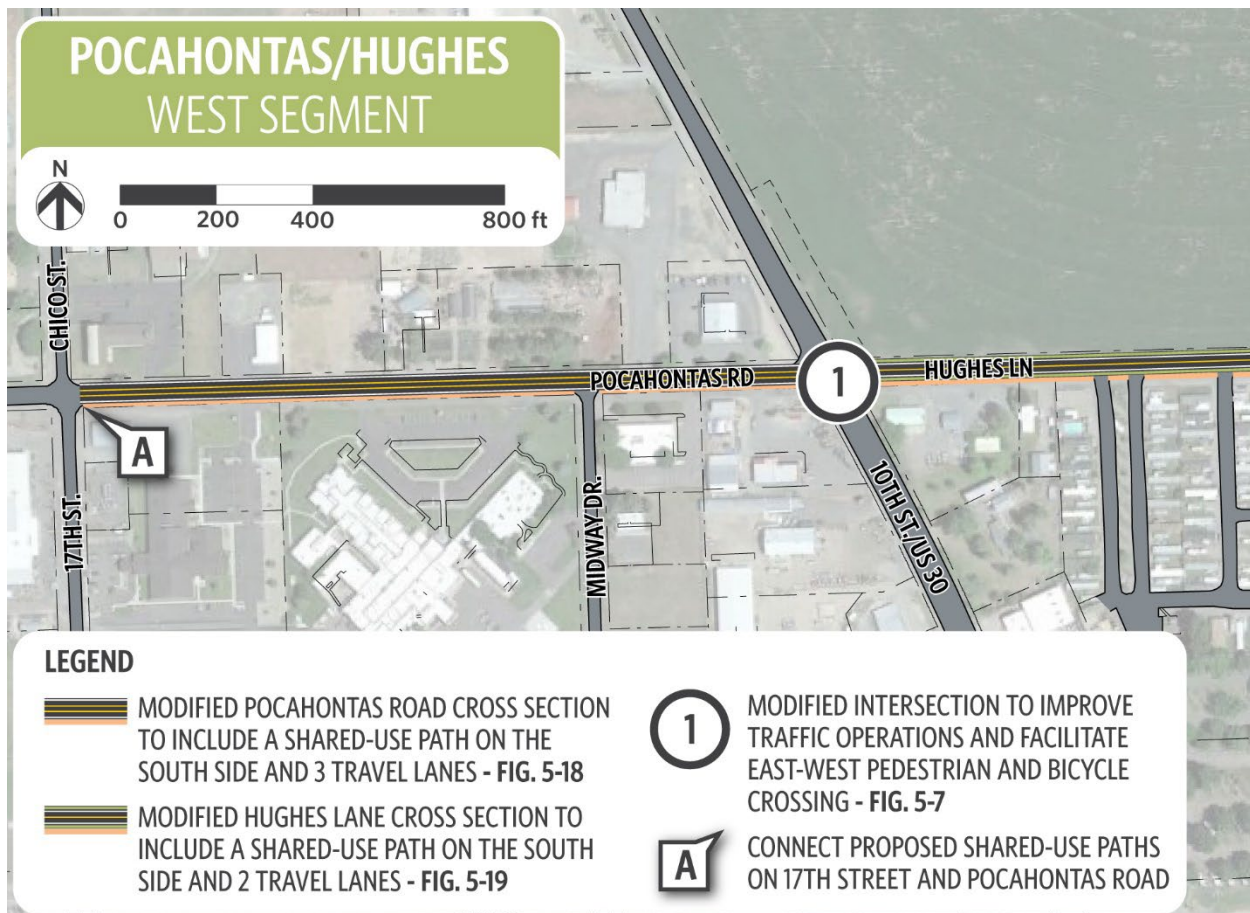 POCAHONTAS/HUGHES
WEST SEGMENT
N
0 200 400 800 ft
CHICO ST.
POCAHONTAS RD
1
HUGHES LN
A
17TH ST.
MIDWAY DR.
10TH ST./US 30
LEGEND
MODIFIED POCAHONTAS ROAD CROSS SECTION
TO INCLUDE A SHARED-USE PATH ON THE
SOUTH SIDE AND 3 TRAVEL LANES - FIG. 5-18
MODIFIED HUGHES LANE CROSS SECTION TO
INCLUDE A SHARED-USE PATH ON THE SOUTH
SIDE AND 2 TRAVEL LANES - FIG. 5-19
1
MODIFIED INTERSECTION TO IMPROVE
TRAFFIC OPERATIONS AND FACILITATE
EAST-WEST PEDESTRIAN AND BICYCLE
CROSSING - FIG. 5-7
A
CONNECT PROPOSED SHARED-USE PATHS
ON 17TH STREET AND POCAHONTAS ROAD